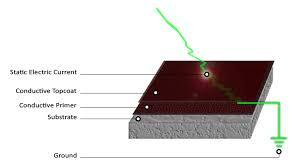 Static Electric Current
Conductive Topcoat
Conductive Primer
Substrate
Ground